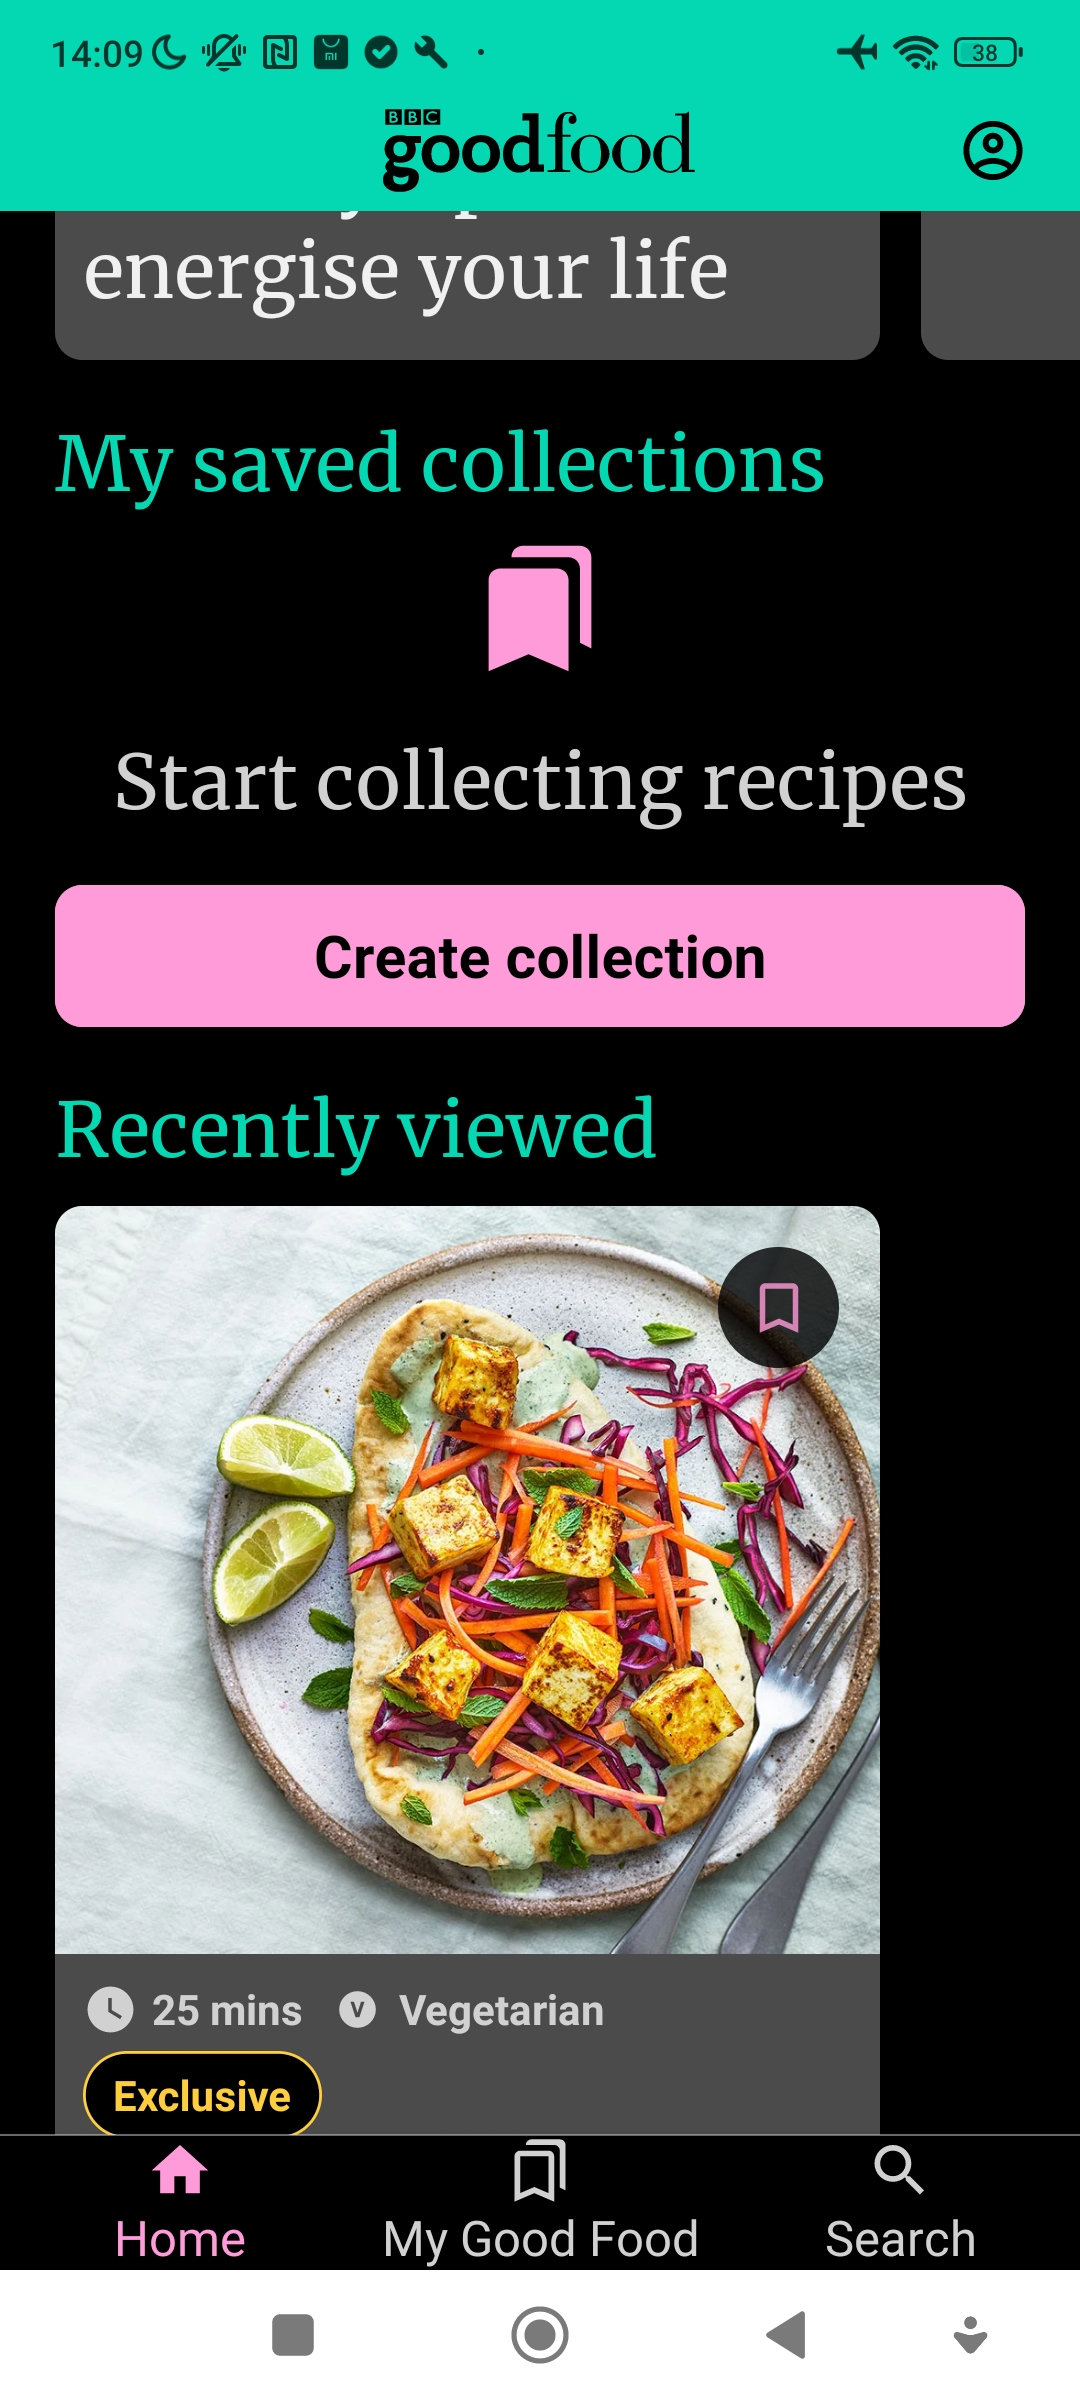 14:09
38
BBC
goodfood
energise your life
My saved collections
Start collecting recipes
Create collection
Recently viewed
25 mins V Vegetarian
Exclusive
Home My Good Food Search